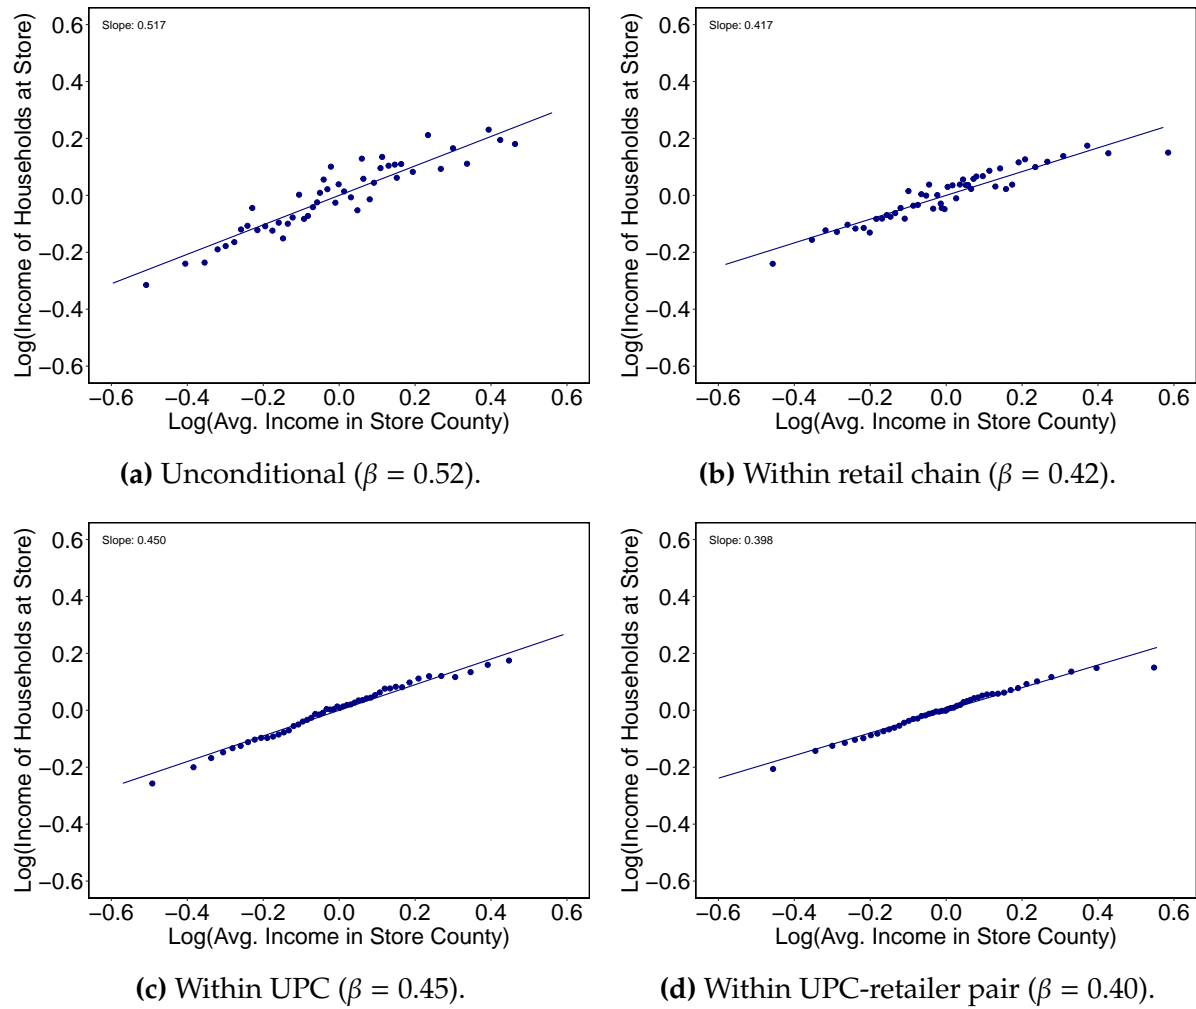 Slope: 0.517
Log(Income of Households at Store)
0.6
0.4
0.2
0.0
−0.2
−0.4
−0.6
−0.6 −0.4 −0.2 0.0 0.2 0.4 0.6
Log(Avg. Income in Store County)
(a) Unconditional (β = 0.52).
Slope: 0.417
Log(Income of Households at Store)
0.6
0.4
0.2
0.0
−0.2
−0.4
−0.6
−0.6 −0.4 −0.2 0.0 0.2 0.4 0.6
Log(Avg. Income in Store County)
(b) Within retail chain (β = 0.42).
Slope: 0.450
Log(Income of Households at Store)
0.6
0.4
0.2
0.0
−0.2
−0.4
−0.6
−0.6 −0.4 −0.2 0.0 0.2 0.4 0.6
Log(Avg. Income in Store County)
(c) Within UPC (β = 0.45).
Slope: 0.398
Log(Income of Households at Store)
0.6
0.4
0.2
0.0
−0.2
−0.4
−0.6
−0.6 −0.4 −0.2 0.0 0.2 0.4 0.6
Log(Avg. Income in Store County)
(d) Within UPC-retailer pair (β = 0.40).